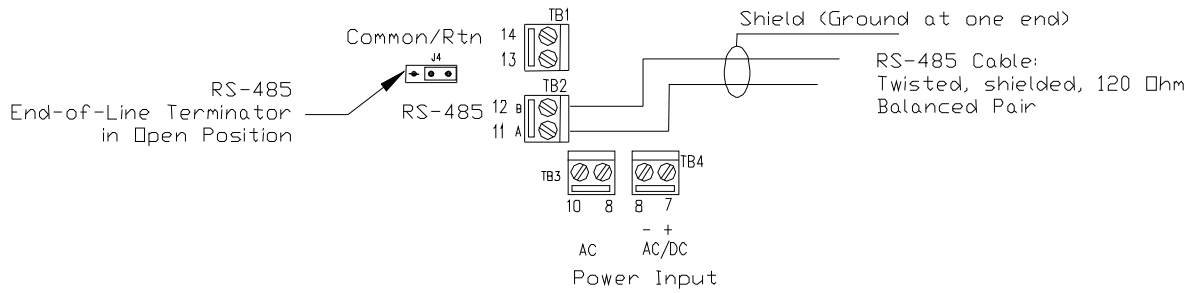 TB1
Shield (Ground at one end)
Common/Rtn 14
13
J4
RS-485 Cable:
Twisted, shielded, 120 Ohm
Balanced Pair
RS-485
End-of-Line Terminator
in Open Position
TB2
RS-485 12 B
11 A
TB3
TB4
10 8 8 7
- +
AC AC/DC
Power Input